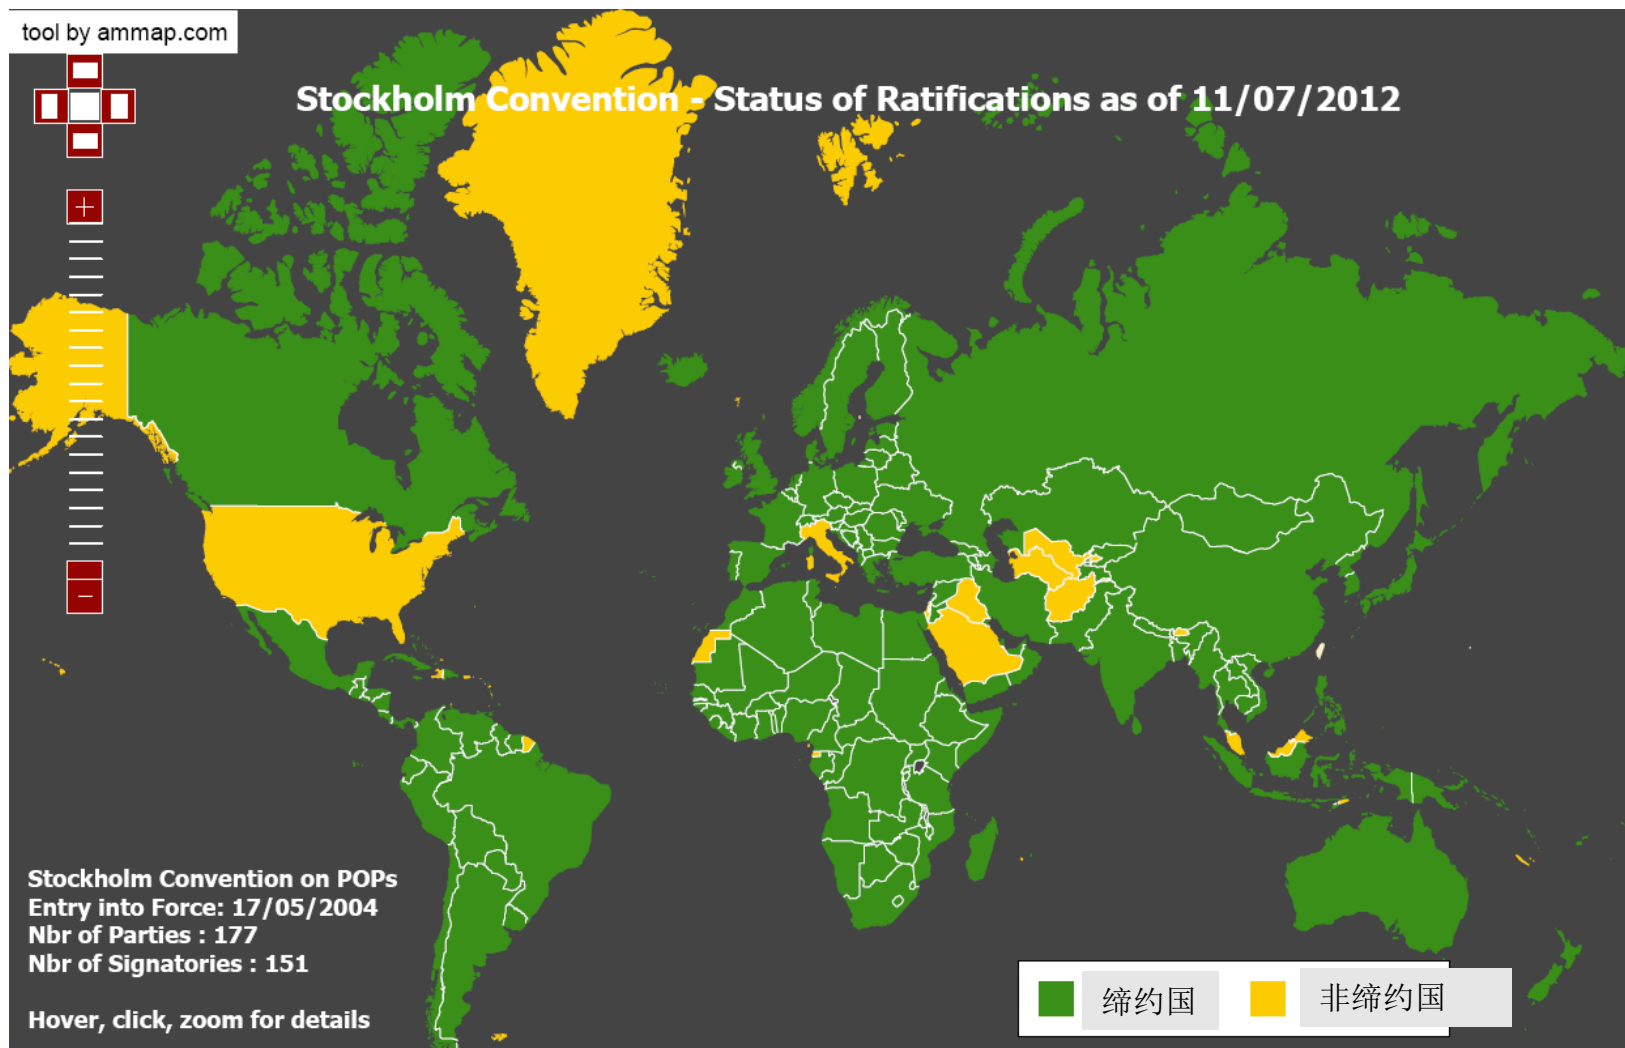 tool by ammap.com
Stockholm Convention - Status of Ratifications as of 11/07/2012
+
-
Stockholm Convention on POPs
Entry into Force: 17/05/2004
Nbr of Parties : 177
Nbr of Signatories : 151
Hover, click, zoom for details
缔约国 非缔约国